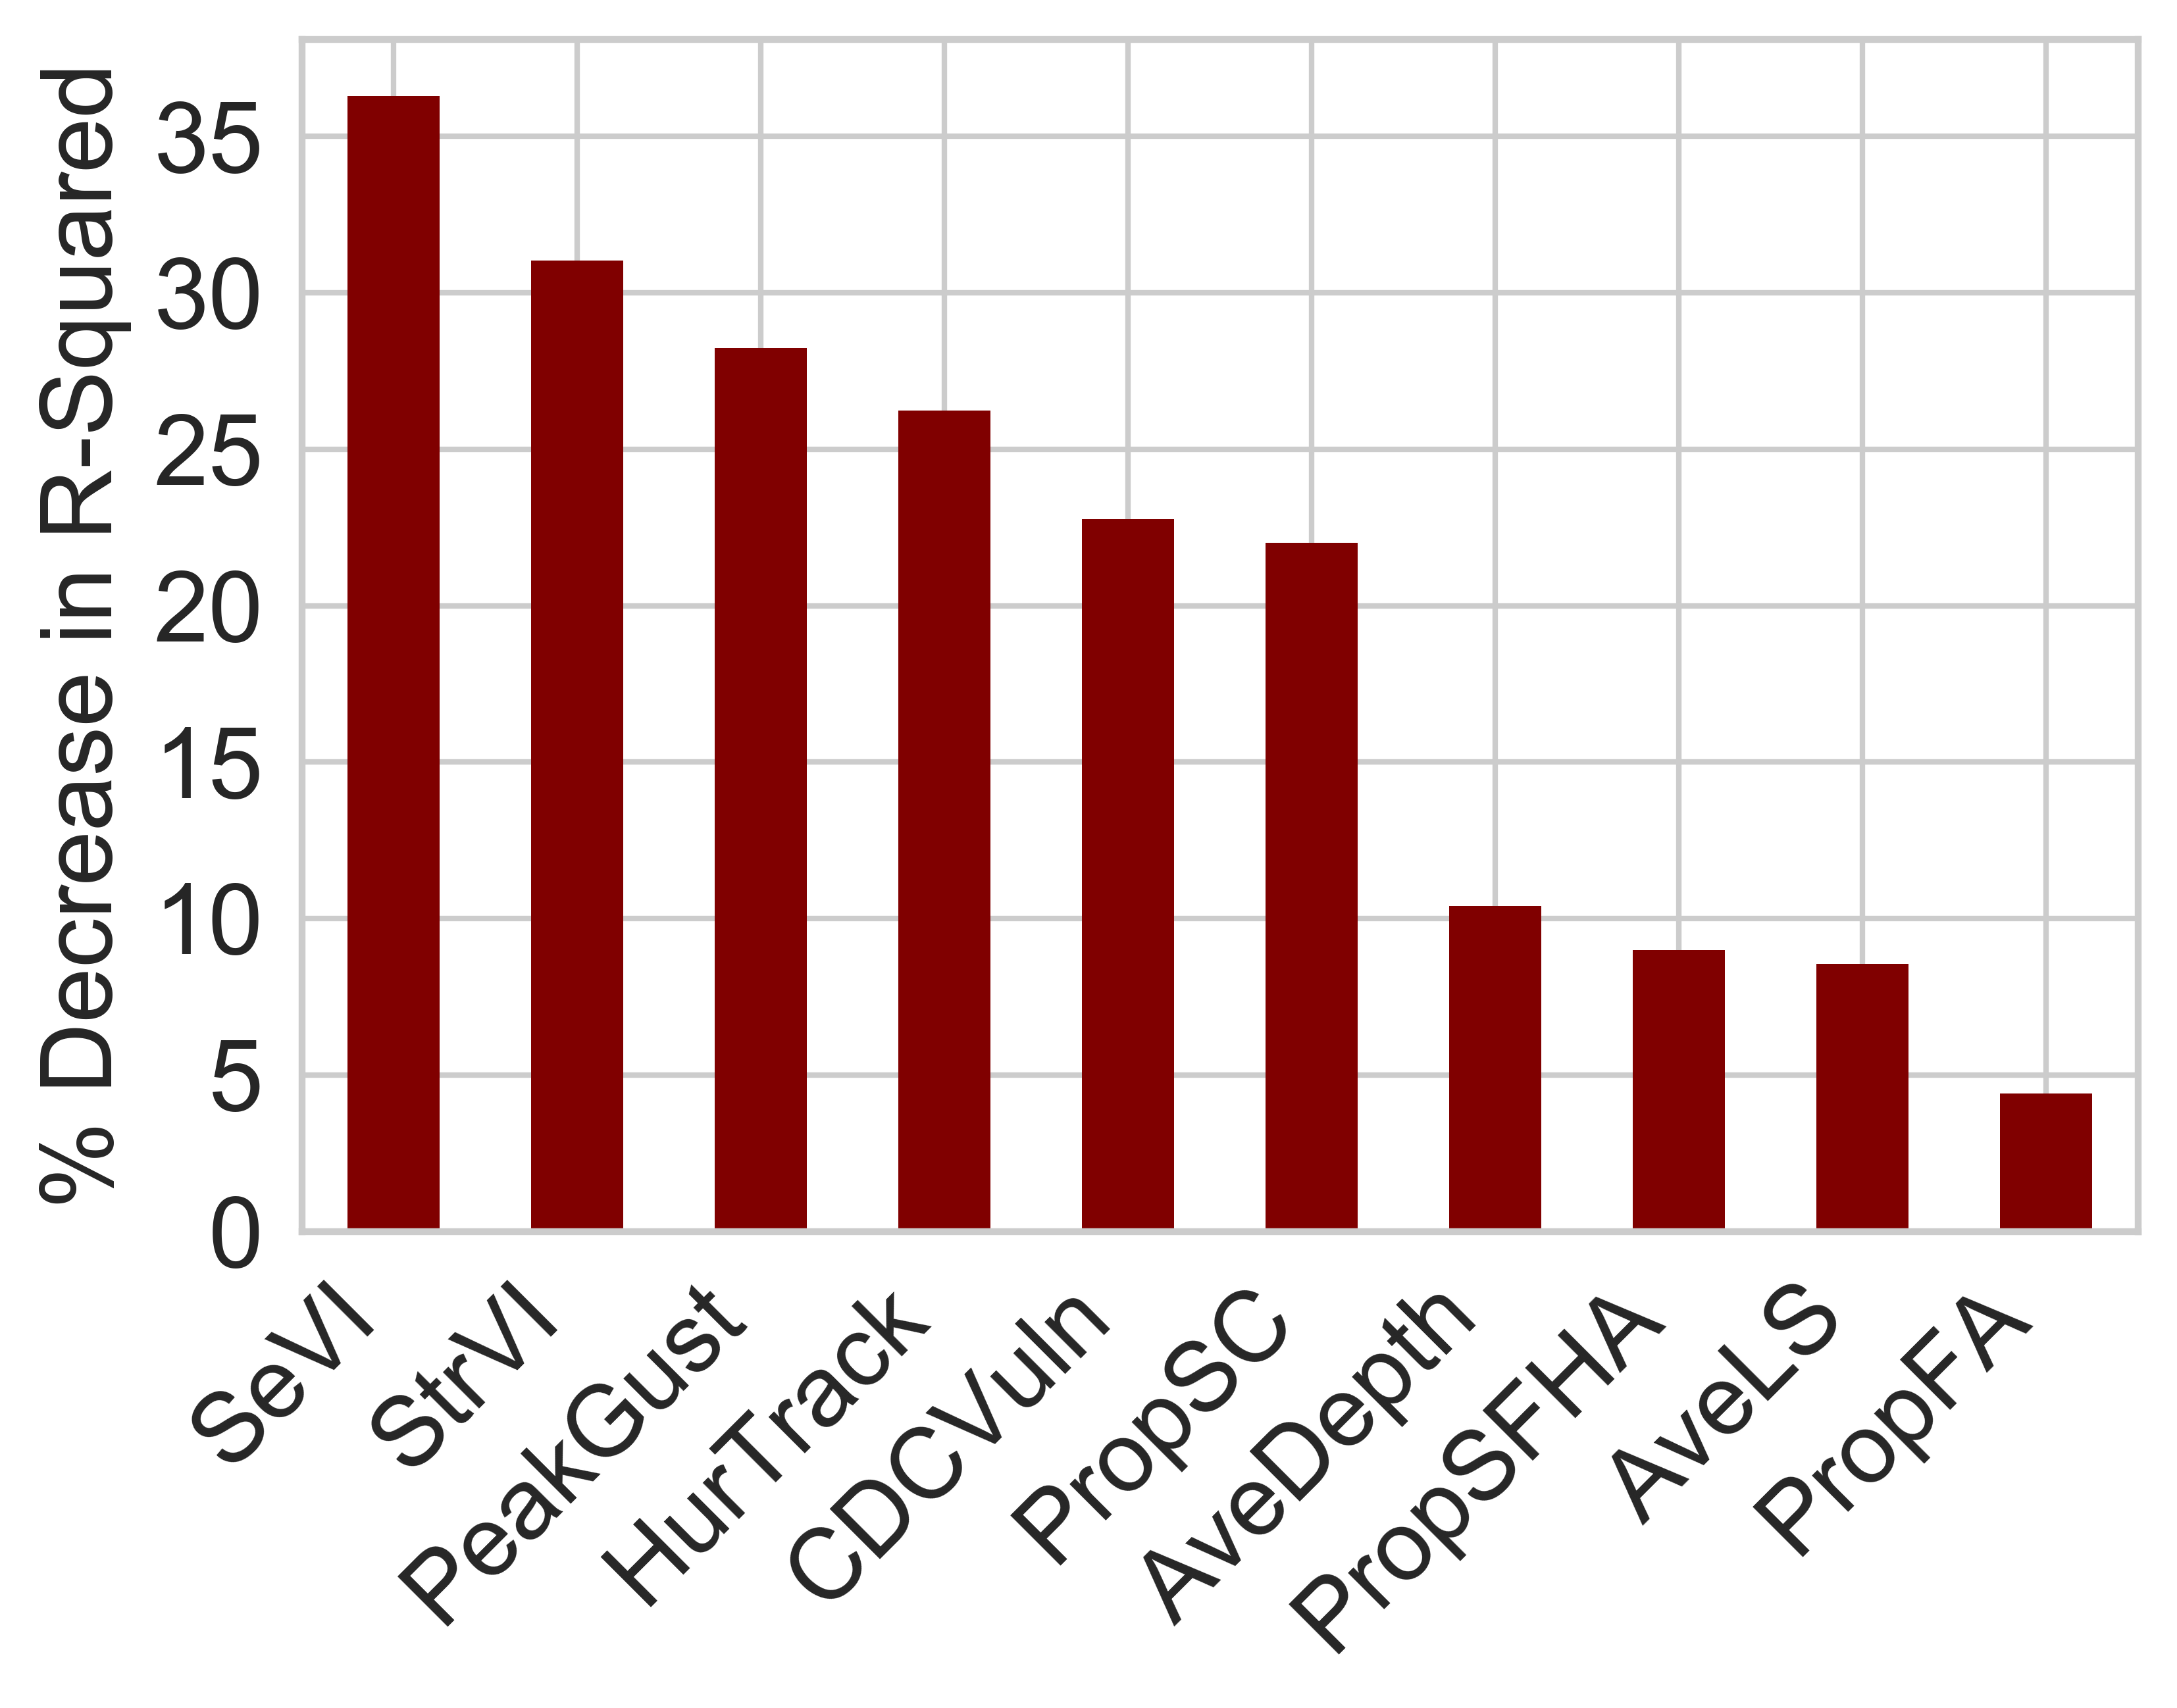 % Decrease in R-Squared
35
30
25
20
15
10
5
0
SeVI
StrVI
PeakGust
HurTrack
CDCVuln
PropSC
AveDepth
PropSFHA
AveLS
PropFA